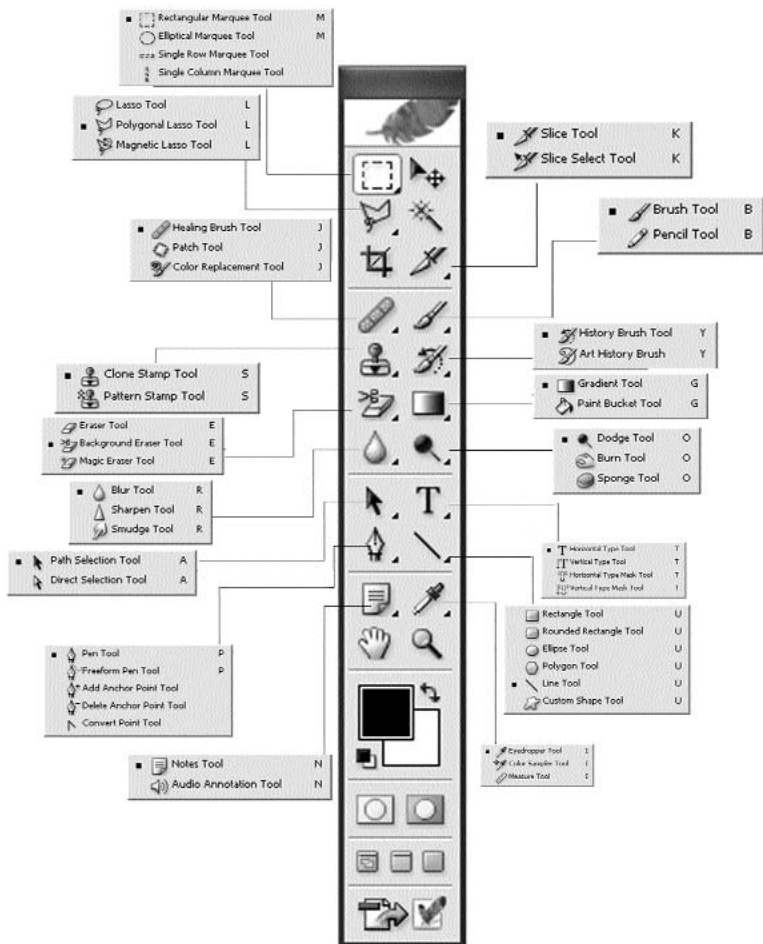 Rectangular Marquee Tool M
Elliptical Marquee Tool M
Single Row Marquee Tool
Single Column Marquee Tool
Lasso Tool L
Polygonal Lasso Tool L
Magnetic Lasso Tool L
Slice Tool K
Slice Select Tool K
Brush Tool B
Pencil Tool B
Healing Brush Tool J
Patch Tool J
Color Replacement Tool J
History Brush Tool Y
Art History Brush Y
Clone Stamp Tool S
Pattern Stamp Tool S
Gradient Tool G
Paint Bucket Tool G
Eraser Tool E
Background Eraser Tool E
Magic Eraser Tool E
Dodge Tool O
Burn Tool O
Sponge Tool O
Blur Tool R
Sharpen Tool R
Smudge Tool R
Path Selection Tool A
Direct Selection Tool A
Horizontal Type Tool T
Vertical Type Tool T
Horizontal Type Mask Tool T
Vertical Type Mask Tool T
Rectangle Tool U
Rounded Rectangle Tool U
Ellipse Tool U
Polygon Tool U
Line Tool U
Custom Shape Tool U
Pen Tool P
Freeform Pen Tool P
Add Anchor Point Tool
Delete Anchor Point Tool
Convert Point Tool
Notes Tool N
Audio Annotation Tool N
Eyedropper Tool I
Color Sampler Tool I
Measure Tool I